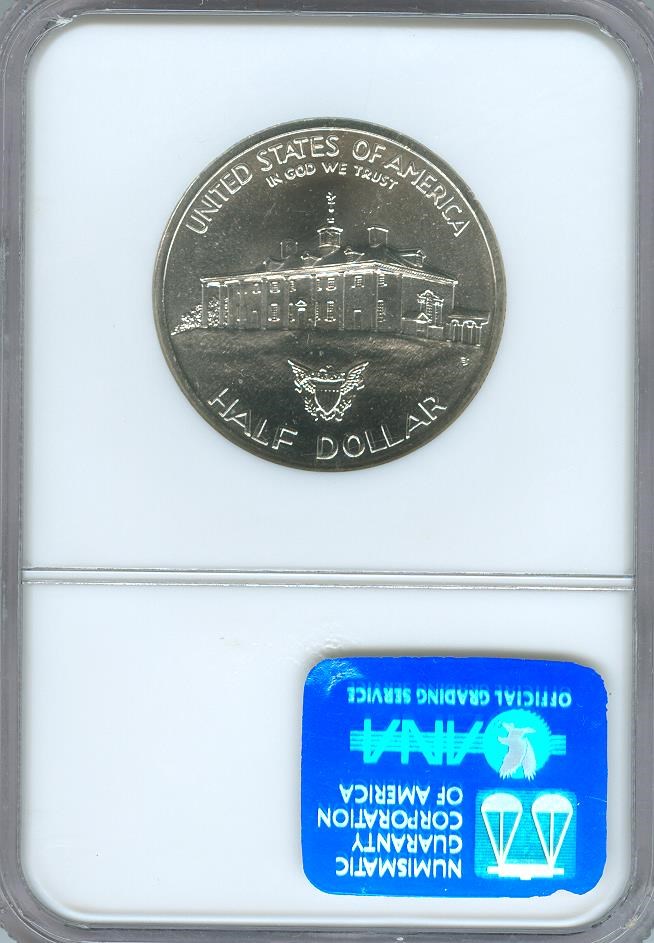 UNITED STATES OF AMERICA
IN GOD WE TRUST
HALF DOLLAR
NUMISMATIC
GUARANTY
CORPORATION
OF AMERICA
ANA
OFFICIAL GRADING SERVICE